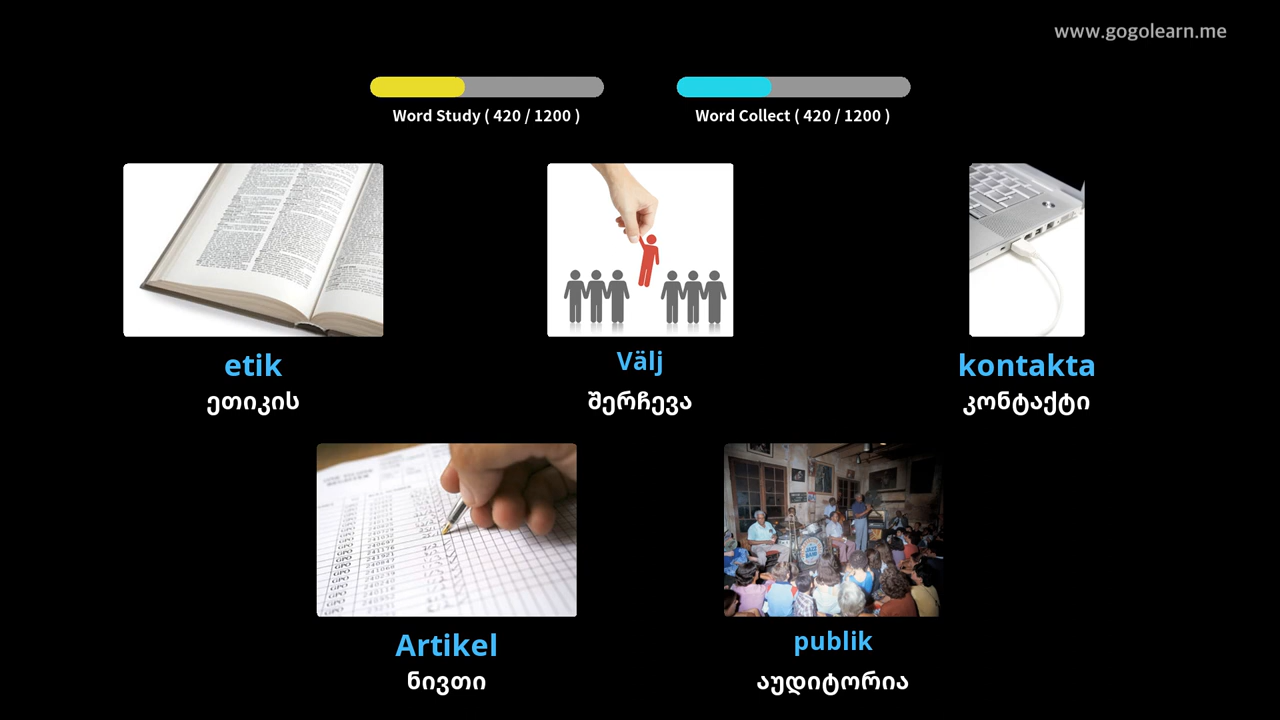 www.gogolearn.me
Word Study ( 420 / 1200 )
Word Collect ( 420 / 1200 )
etik
ეთიკის
Välj
შერჩევა
kontakta
კონტაქტი
Artikel
ნივთი
publik
აუდიტორია